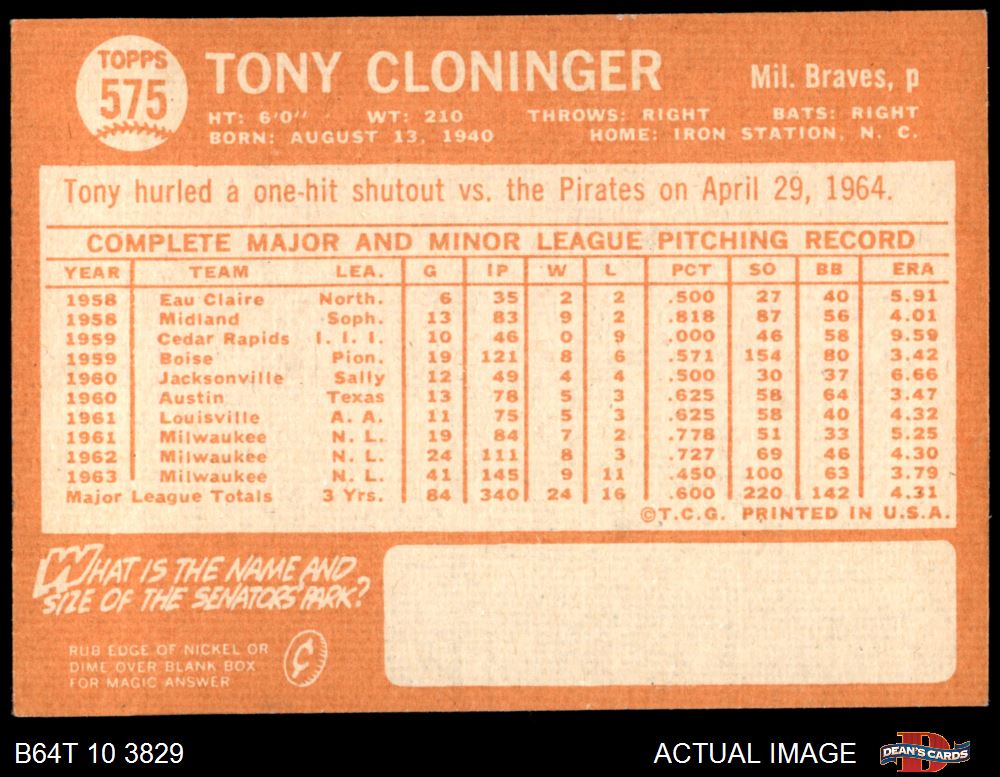 TOPPS
575
TONY CLONINGER
Mil. Braves, p
HT: 6'0" WT: 210 THROWS: RIGHT BATS: RIGHT
BORN: AUGUST 13, 1940 HOME: IRON STATION, N. C.
Tony hurled a one-hit shutout vs. the Pirates on April 29, 1964.
COMPLETE MAJOR AND MINOR LEAGUE PITCHING RECORD
YEAR TEAM LEA. G IP W L PCT SO BB ERA
1958 Eau Claire North. 6 35 2 2 .500 27 40 5.91
1958 Midland Soph. 13 83 9 2 .818 87 56 4.01
1959 Cedar Rapids I. I. I. 10 46 0 9 .000 46 58 9.59
1959 Boise Pion. 19 121 8 6 .571 154 80 3.42
1960 Jacksonville Sally 12 49 4 4 .500 30 37 6.66
1960 Austin Texas 13 78 5 3 .625 58 64 3.47
1961 Louisville A. A. 11 75 5 3 .625 58 40 4.32
1961 Milwaukee N. L. 19 84 7 2 .778 51 33 5.25
1962 Milwaukee N. L. 24 111 8 3 .727 69 46 4.30
1963 Milwaukee N. L. 41 145 9 11 .450 100 63 3.79
Major League Totals 3 Yrs. 84 340 24 16 .600 220 142 4.31
©T.C.G. PRINTED IN U.S.A.
WHAT IS THE NAME AND
SIZE OF THE SENATORS' PARK?
RUB EDGE OF NICKEL OR
DIME OVER BLANK BOX
FOR MAGIC ANSWER
¢
B64T 10 3829
ACTUAL IMAGE
D
DEAN'S CARDS